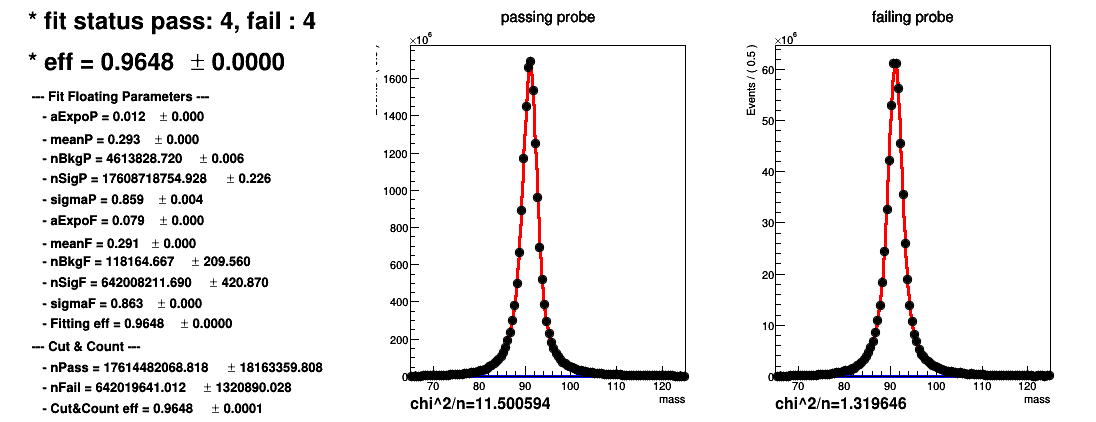 * fit status pass: 4, fail : 4
* eff = 0.9648 ± 0.0000
--- Fit Floating Parameters ---
- aExpoP = 0.012 ± 0.000
- meanP = 0.293 ± 0.000
- nBkgP = 4613828.720 ± 0.006
- nSigP = 17608718754.928 ± 0.226
- sigmaP = 0.859 ± 0.004
- aExpoF = 0.079 ± 0.000
- meanF = 0.291 ± 0.000
- nBkgF = 118164.667 ± 209.560
- nSigF = 642008211.690 ± 420.870
- sigmaF = 0.863 ± 0.000
- Fitting eff = 0.9648 ± 0.0000
--- Cut & Count ---
- nPass = 17614482068.818 ± 18163359.808
- nFail = 642019641.012 ± 1320890.028
- Cut&Count eff = 0.9648 ± 0.0001
passing probe
×10⁶
1600
1400
1200
1000
800
600
400
200
0
70 80 90 100 110 120
mass
chi^2/n=11.500594
failing probe
×10⁶
Events / ( 0.5 )
60
50
40
30
20
10
0
70 80 90 100 110 120
mass
chi^2/n=1.319646